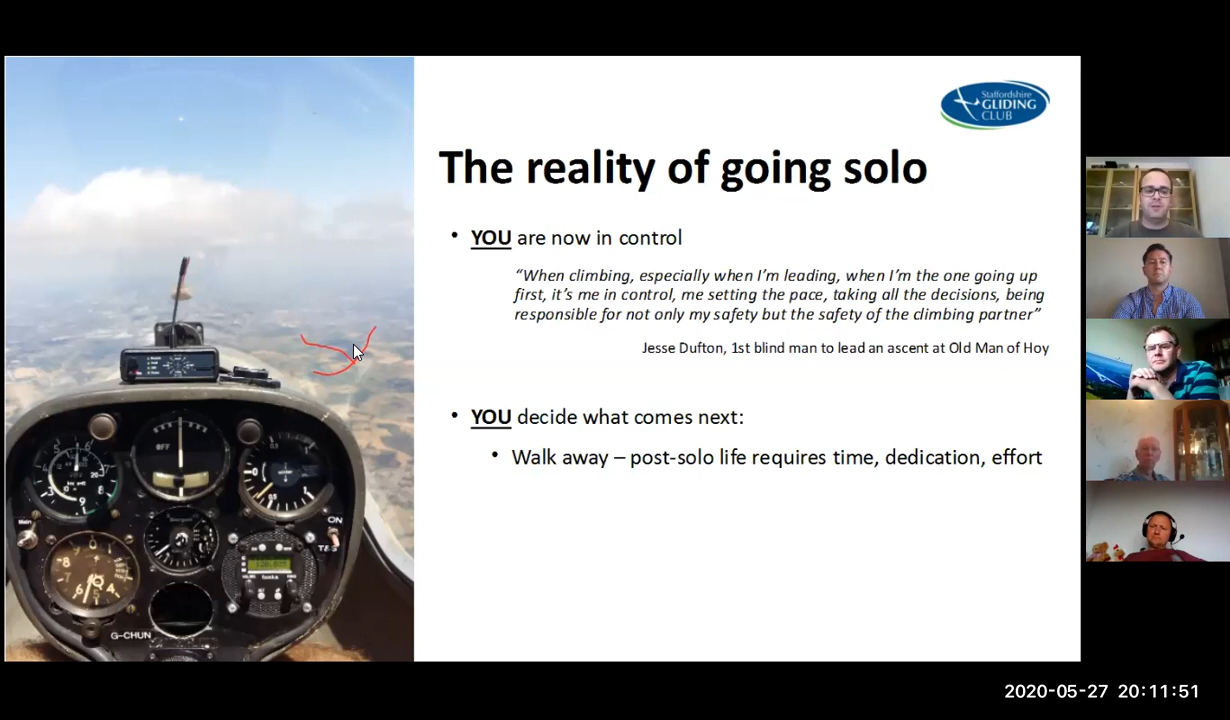 Staffordshire
GLIDING
CLUB
The reality of going solo
• YOU are now in control
“When climbing, especially when I’m leading, when I’m the one going up
first, it’s me in control, me setting the pace, taking all the decisions, being
responsible for not only my safety but the safety of the climbing partner”
Jesse Dufton, 1st blind man to lead an ascent at Old Man of Hoy
• YOU decide what comes next:
• Walk away – post-solo life requires time, dedication, effort
OFF
Main
ON
G-CHUN
2020-05-27 20:11:51